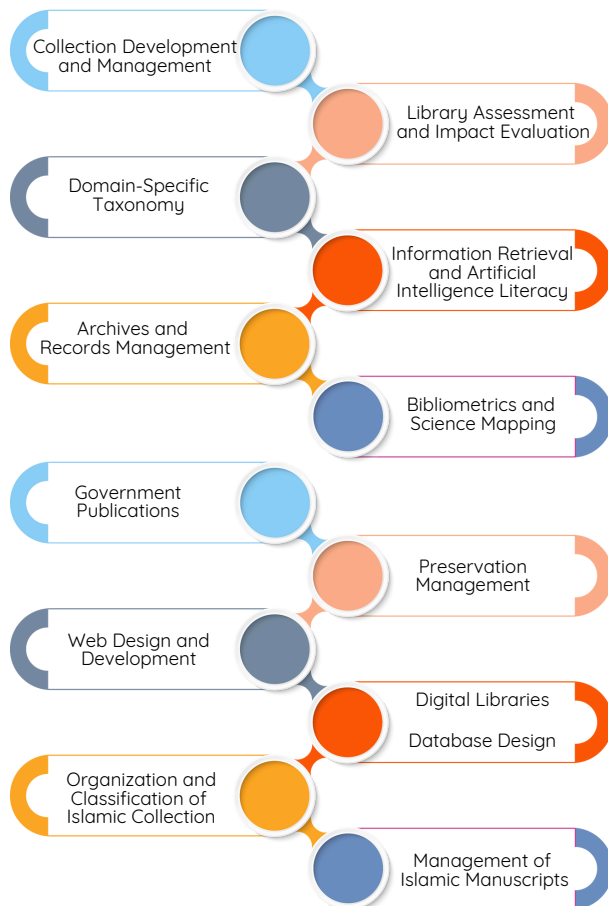 Collection Development
and Management
Library Assessment
and Impact Evaluation
Domain-Specific
Taxonomy
Information Retrieval
and Artificial
Intelligence Literacy
Archives and
Records Management
Bibliometrics and
Science Mapping
Government
Publications
Preservation
Management
Web Design and
Development
Digital Libraries
Database Design
Organization and
Classification of
Islamic Collection
Management of
Islamic Manuscripts